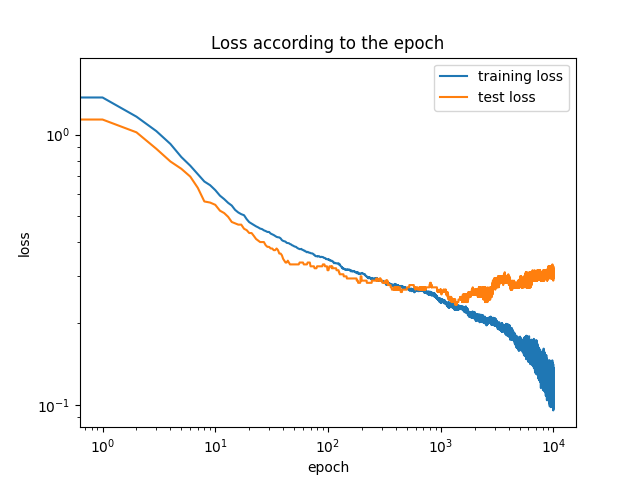 Loss according to the epoch
training loss
test loss
10⁰
10⁻¹
loss
10⁰
10¹
10²
10³
10⁴
epoch